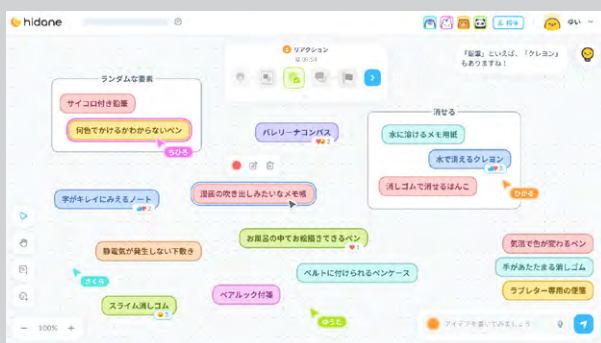 hidane
ゆい
リアクション
「鉛筆」といえば、「クレヨン」
もありますね！
ランダムな要素
サイコロ付き鉛筆
何色でかけるかわからないペン
ちひろ
バレリーナコンパス
2
消せる
水に溶けるメモ用紙
水で消えるクレヨン
消しゴムで消せるはんこ
ひかる
漫画の吹き出しみたいなメモ帳
字がキレイにみえるノート
2
お風呂の中でお絵描きできるペン
1
静電気が発生しない下敷き
さくら
ベルトに付けられるペンケース
気温で色が変わるペン
手があたたまる消しゴム
ラブレター専用の便箋
ペアルック付箋
スライム消しゴム
ゆうた
アイデアを書いてみましょう
100%